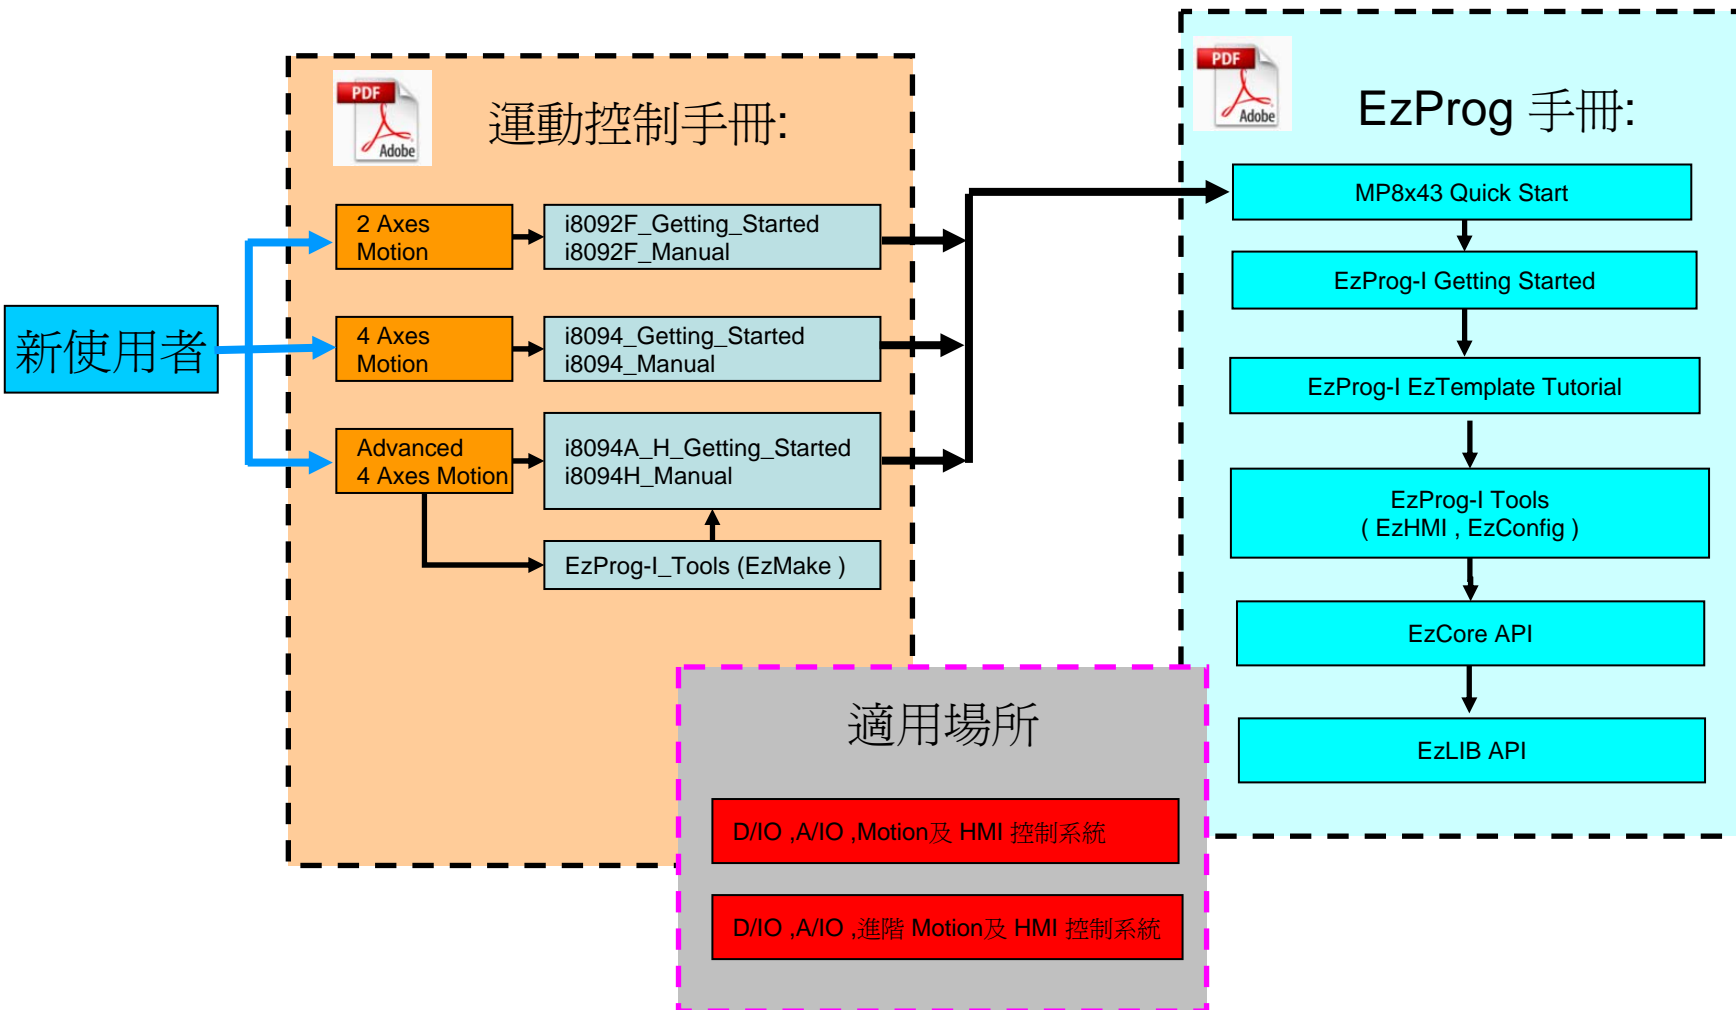 新使用者
PDF
Adobe
運動控制手冊:
2 Axes
Motion
i8092F_Getting_Started
i8092F_Manual
4 Axes
Motion
i8094_Getting_Started
i8094_Manual
Advanced
4 Axes Motion
i8094A_H_Getting_Started
i8094H_Manual
EzProg-I_Tools (EzMake )
PDF
Adobe
EzProg 手冊:
MP8x43 Quick Start
EzProg-I Getting Started
EzProg-I EzTemplate Tutorial
EzProg-I Tools
( EzHMI , EzConfig )
EzCore API
EzLIB API
適用場所
D/IO ,A/IO ,Motion及 HMI 控制系統
D/IO ,A/IO ,進階 Motion及 HMI 控制系統